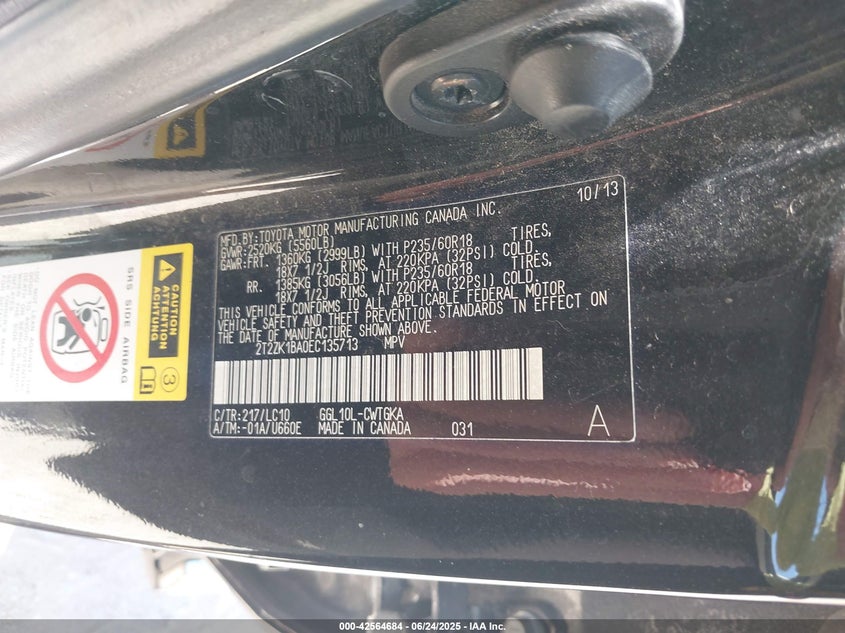 10/13
MFD.BY:TOYOTA MOTOR MANUFACTURING CANADA INC.
GVWR:2520KG (5560LB)
GAWR:FRT. 1360KG (2999LB) WITH P235/60R18 TIRES,
18X7 1/2J RIMS, AT 220KPA (32PSI) COLD.
RR. 1385KG (3056LB) WITH P235/60R18 TIRES,
18X7 1/2J RIMS, AT 220KPA (32PSI) COLD.
THIS VEHICLE CONFORMS TO ALL APPLICABLE FEDERAL MOTOR
VEHICLE SAFETY AND THEFT PREVENTION STANDARDS IN EFFECT ON
THE DATE OF MANUFACTURE SHOWN ABOVE.
2T2ZK1BA0EC135713 MPV
C/TR:217/LC10 GGL10L-CWTGKA
A/TM:-01A/U660E MADE IN CANADA 031 A
CAUTION
ATTENTION
ACHTUNG
3
SRS SIDE AIRBAG
000-42564684 - 06/24/2025 - IAA Inc.